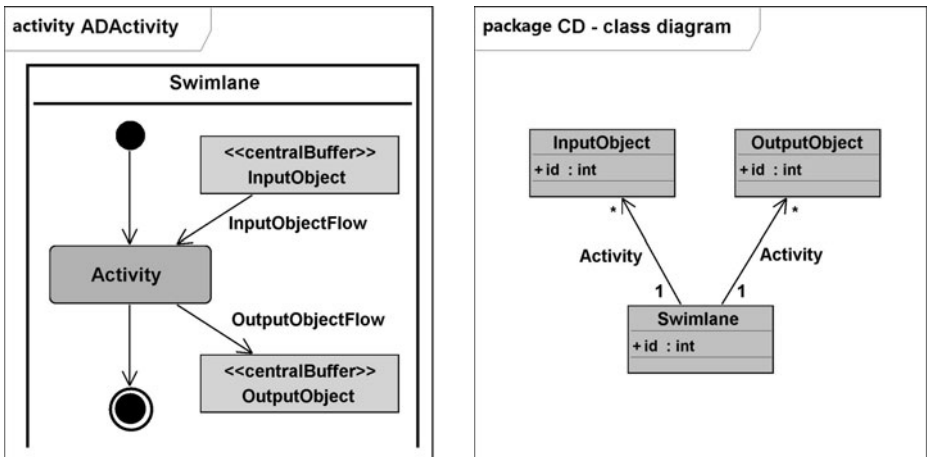 activity ADActivity
Swimlane
<<centralBuffer>>
InputObject
InputObjectFlow
Activity
OutputObjectFlow
<<centralBuffer>>
OutputObject
package CD - class diagram
InputObject
+ id : int
OutputObject
+ id : int
*
*
Activity
Activity
1
1
Swimlane
+ id : int